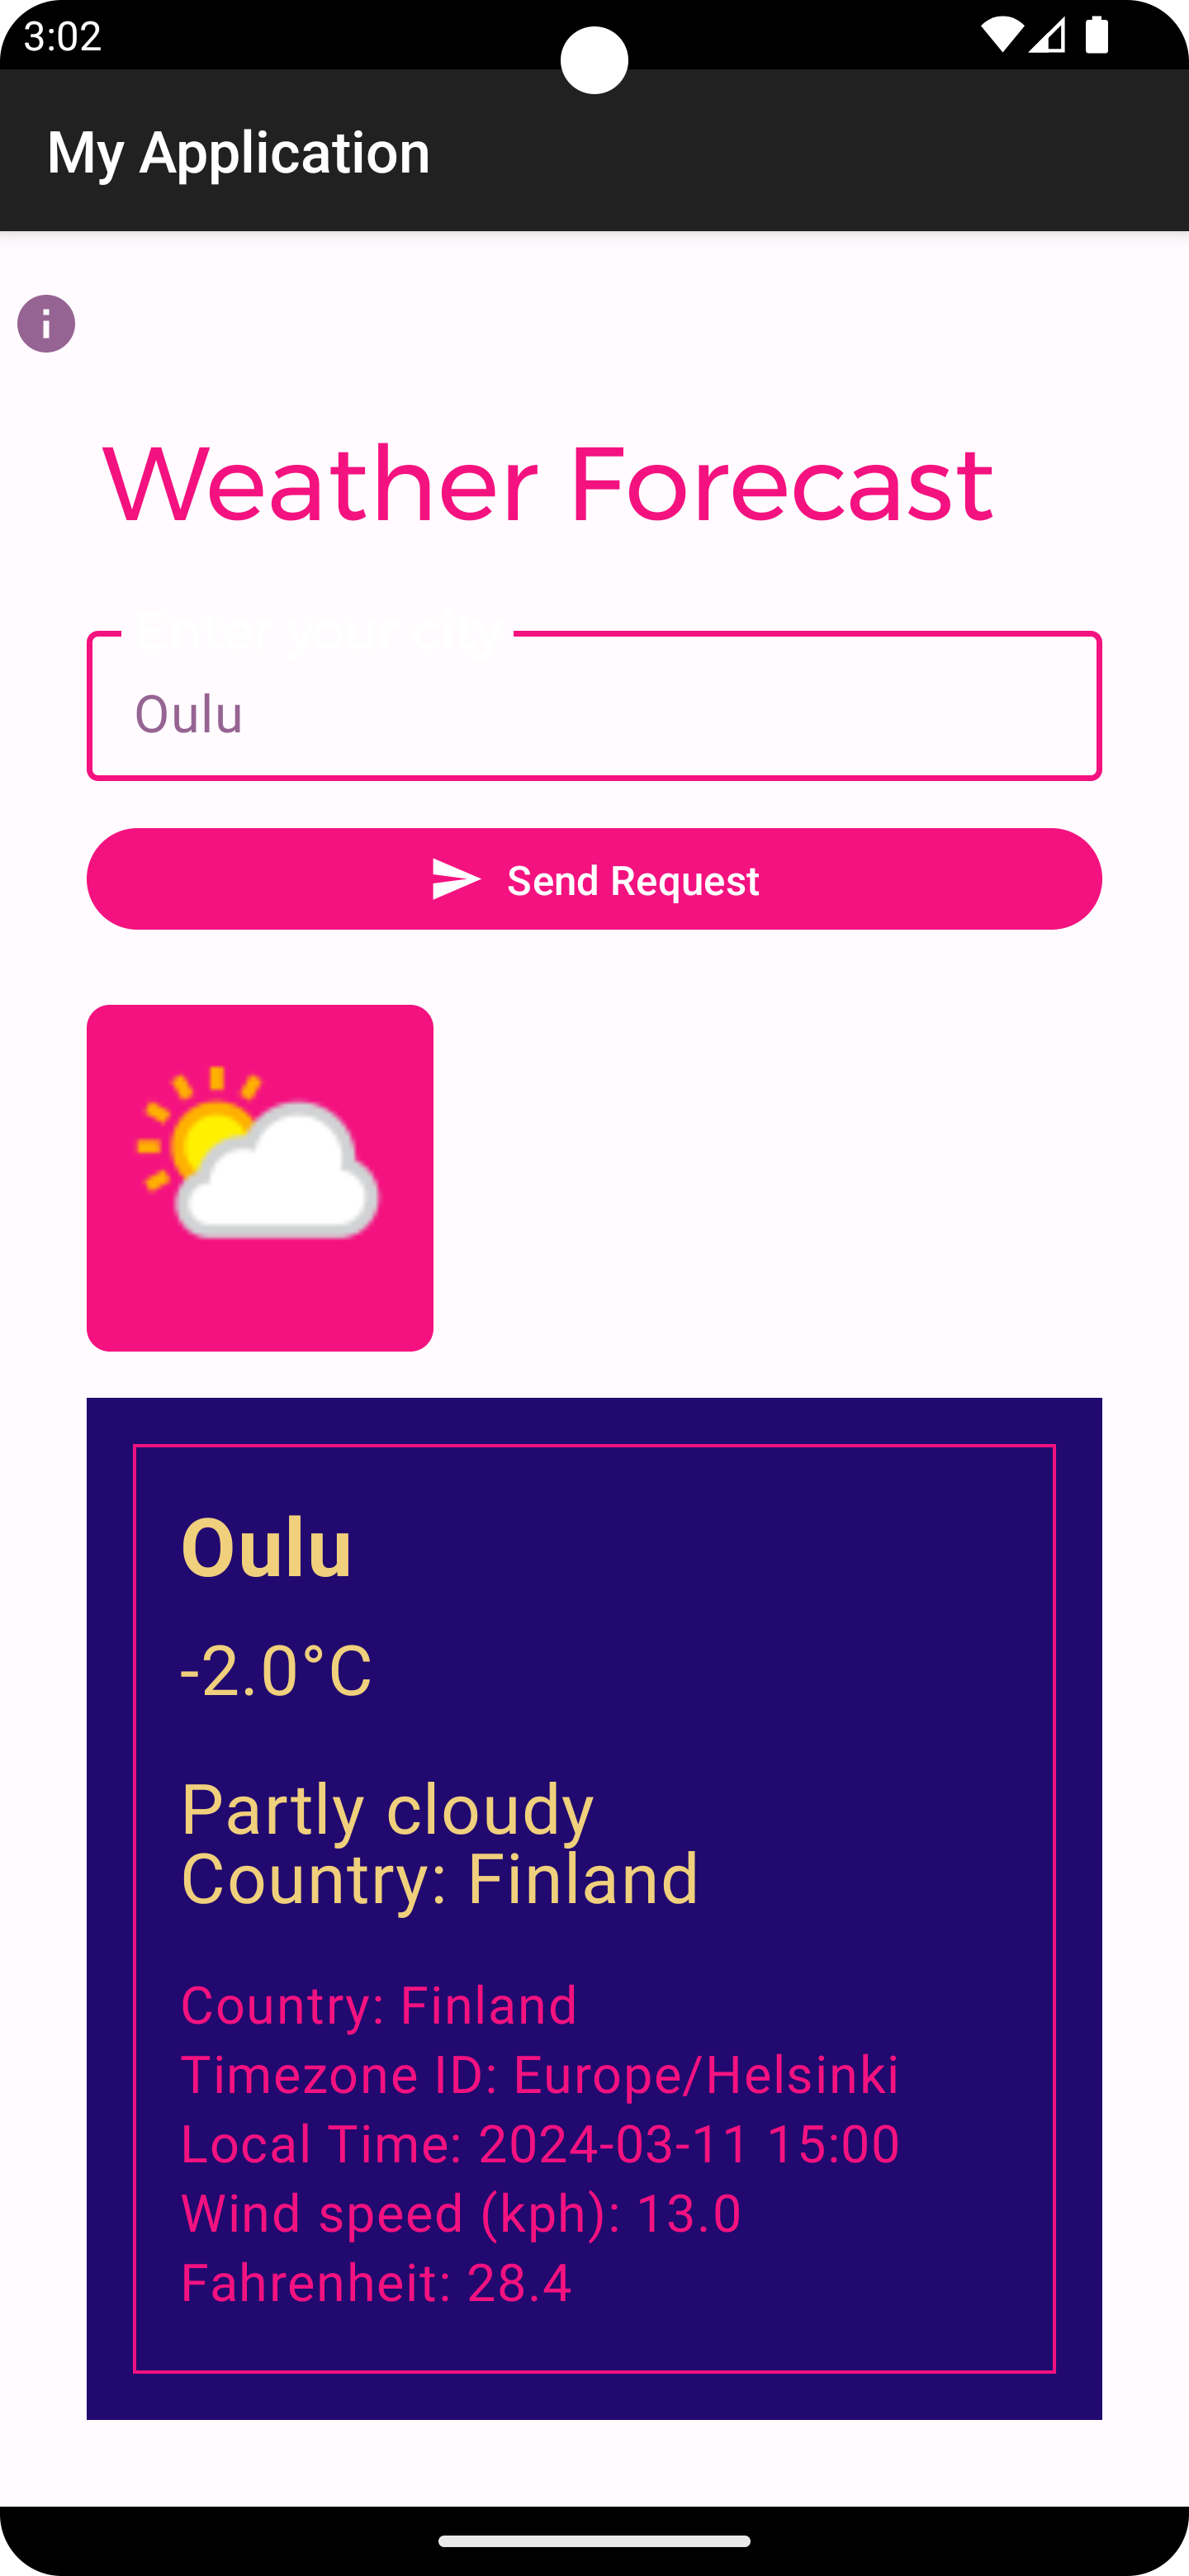 3:02
My Application
i
Weather Forecast
Enter your city
Oulu
Send Request
Oulu
-2.0°C
Partly cloudy
Country: Finland
Country: Finland
Timezone ID: Europe/Helsinki
Local Time: 2024-03-11 15:00
Wind speed (kph): 13.0
Fahrenheit: 28.4